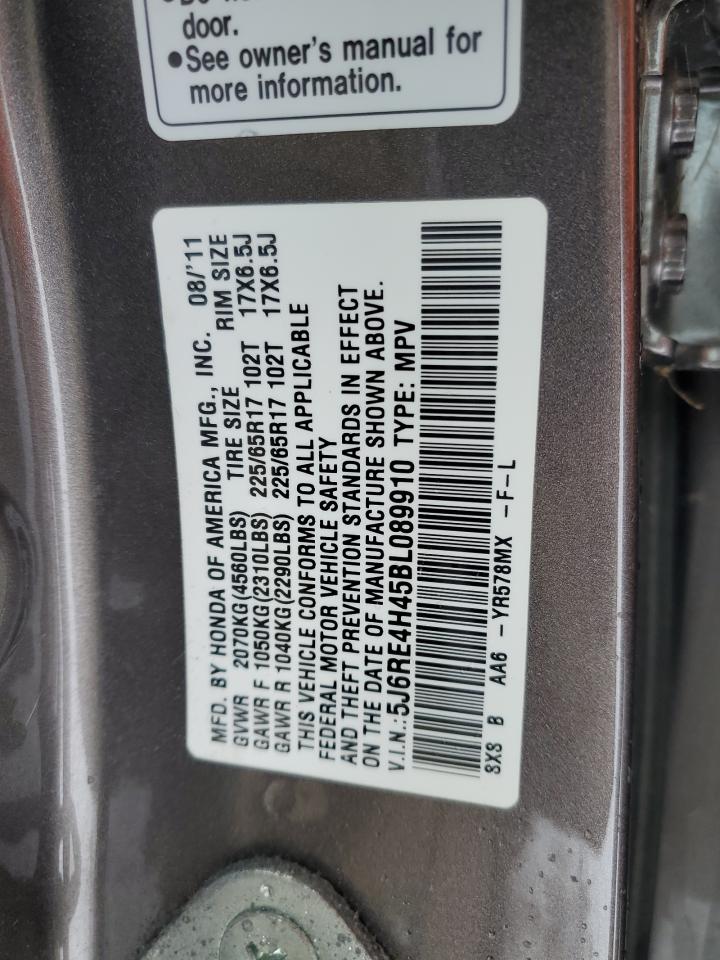 door.
•See owner's manual for
more information.
MFD. BY HONDA OF AMERICA MFG., INC. 08/'11
GVWR 2070KG(4560LBS) TIRE SIZE RIM SIZE
GAWR F 1050KG(2310LBS) 225/65R17 102T 17X6.5J
GAWR R 1040KG(2290LBS) 225/65R17 102T 17X6.5J
THIS VEHICLE CONFORMS TO ALL APPLICABLE
FEDERAL MOTOR VEHICLE SAFETY
AND THEFT PREVENTION STANDARDS IN EFFECT
ON THE DATE OF MANUFACTURE SHOWN ABOVE.
V.I.N.:5J6RE4H45BL089910 TYPE: MPV
SXS B AA6 -YR578MX -F-L